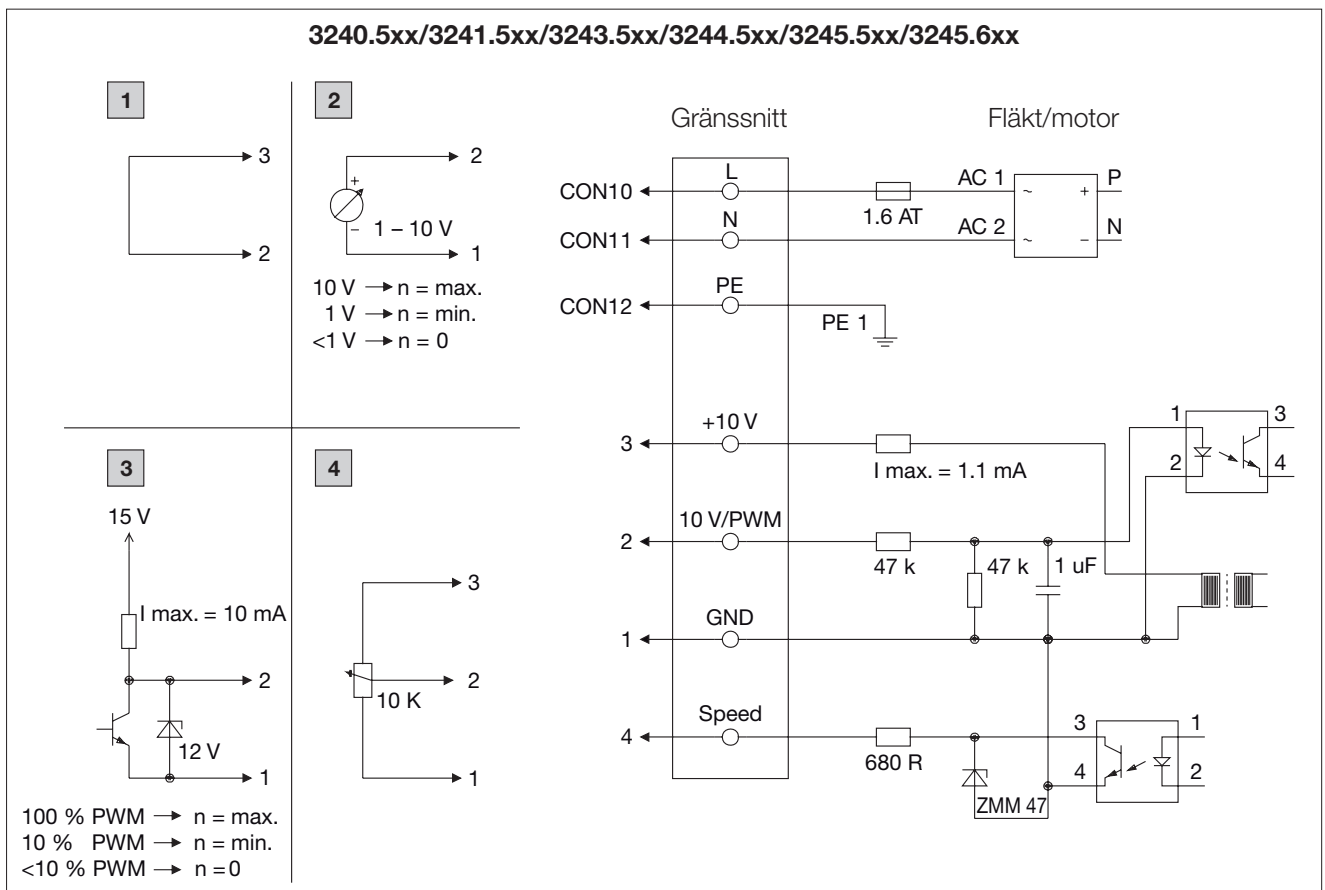 3240.5xx/3241.5xx/3243.5xx/3244.5xx/3245.5xx/3245.6xx
1
3
2
2
2
+
–
1 – 10 V
1
10 V → n = max.
1 V → n = min.
<1 V → n = 0
3
15 V
I max. = 10 mA
2
12 V
1
100 % PWM → n = max.
10 % PWM → n = min.
<10 % PWM → n = 0
4
3
2
10 K
1
Gränssnitt
Fläkt/motor
CON10
L
1.6 AT
AC 1
~
+
P
CON11
N
AC 2
~
–
N
CON12
PE
PE 1
3
+10 V
I max. = 1.1 mA
1
3
2
4
2
10 V/PWM
47 k
47 k
1 uF
1
GND
4
Speed
680 R
ZMM 47
3
1
4
2